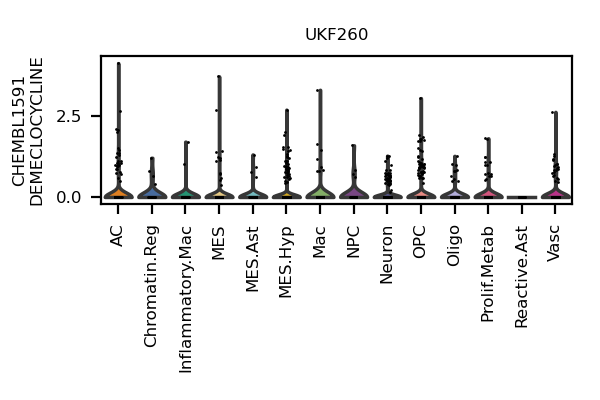 UKF260
CHEMBL1591
DEMECLOCYCLINE
2.5
0.0
AC
Chromatin.Reg
Inflammatory.Mac
MES
MES.Ast
MES.Hyp
Mac
NPC
Neuron
OPC
Oligo
Prolif.Metab
Reactive.Ast
Vasc